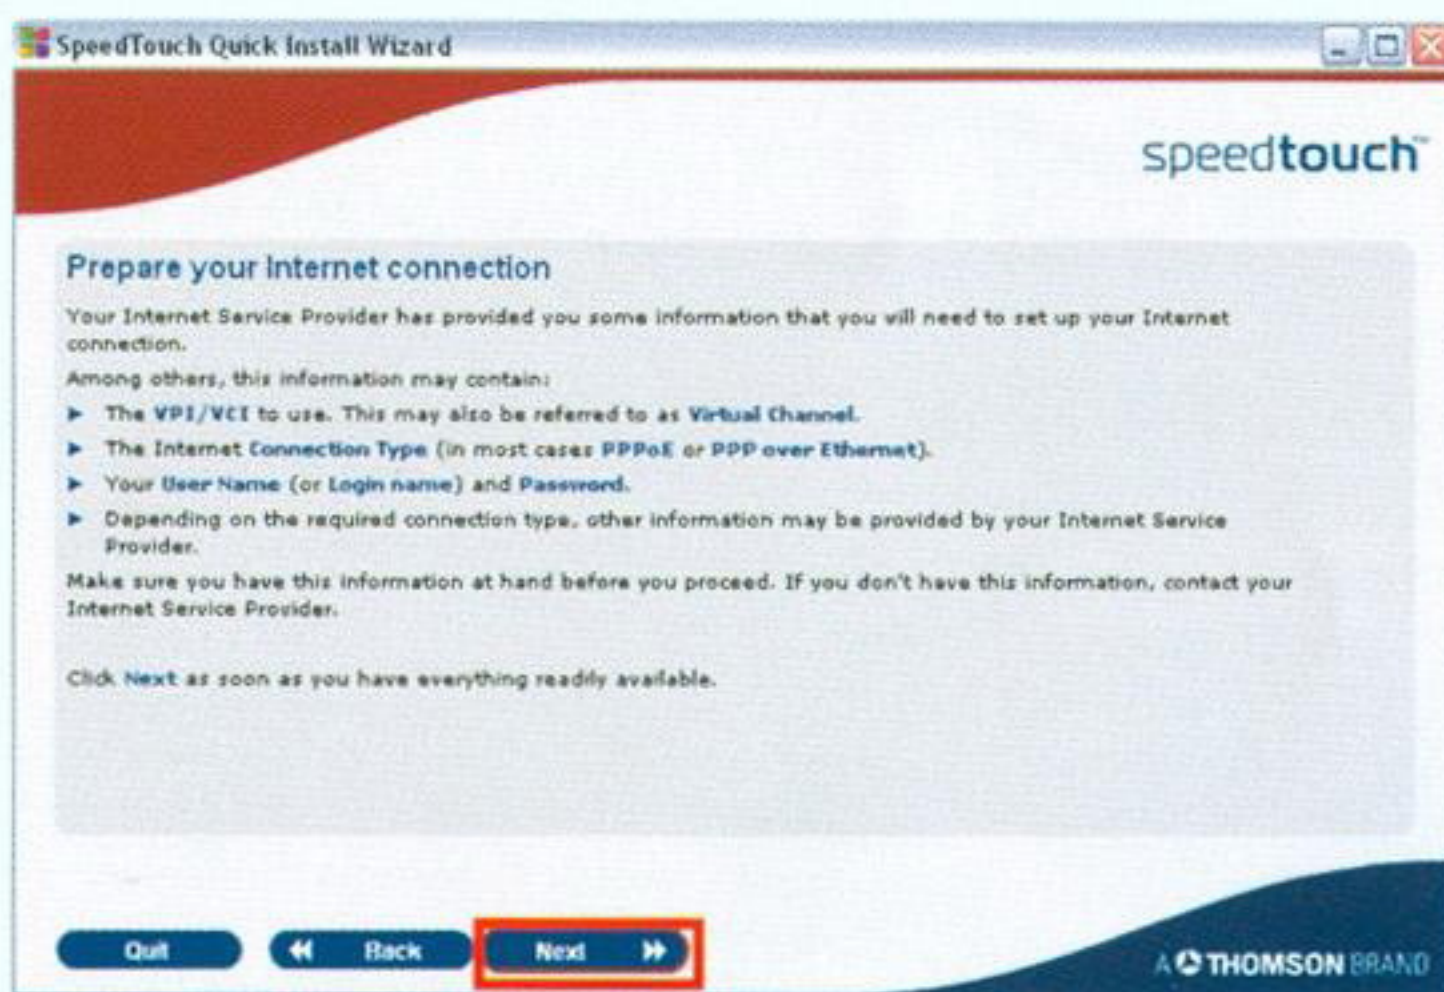 SpeedTouch Quick Install Wizard
speedtouch™
Prepare your Internet connection
Your Internet Service Provider has provided you some information that you will need to set up your Internet
connection.
Among others, this information may contain:
► The VPI/VCI to use. This may also be referred to as Virtual Channel.
► The Internet Connection Type (in most cases PPPoE or PPP over Ethernet).
► Your User Name (or Login name) and Password.
► Depending on the required connection type, other information may be provided by your Internet Service
Provider.
Make sure you have this information at hand before you proceed. If you don't have this information, contact your
Internet Service Provider.
Click Next as soon as you have everything readily available.
Quit Back Next
A THOMSON BRAND